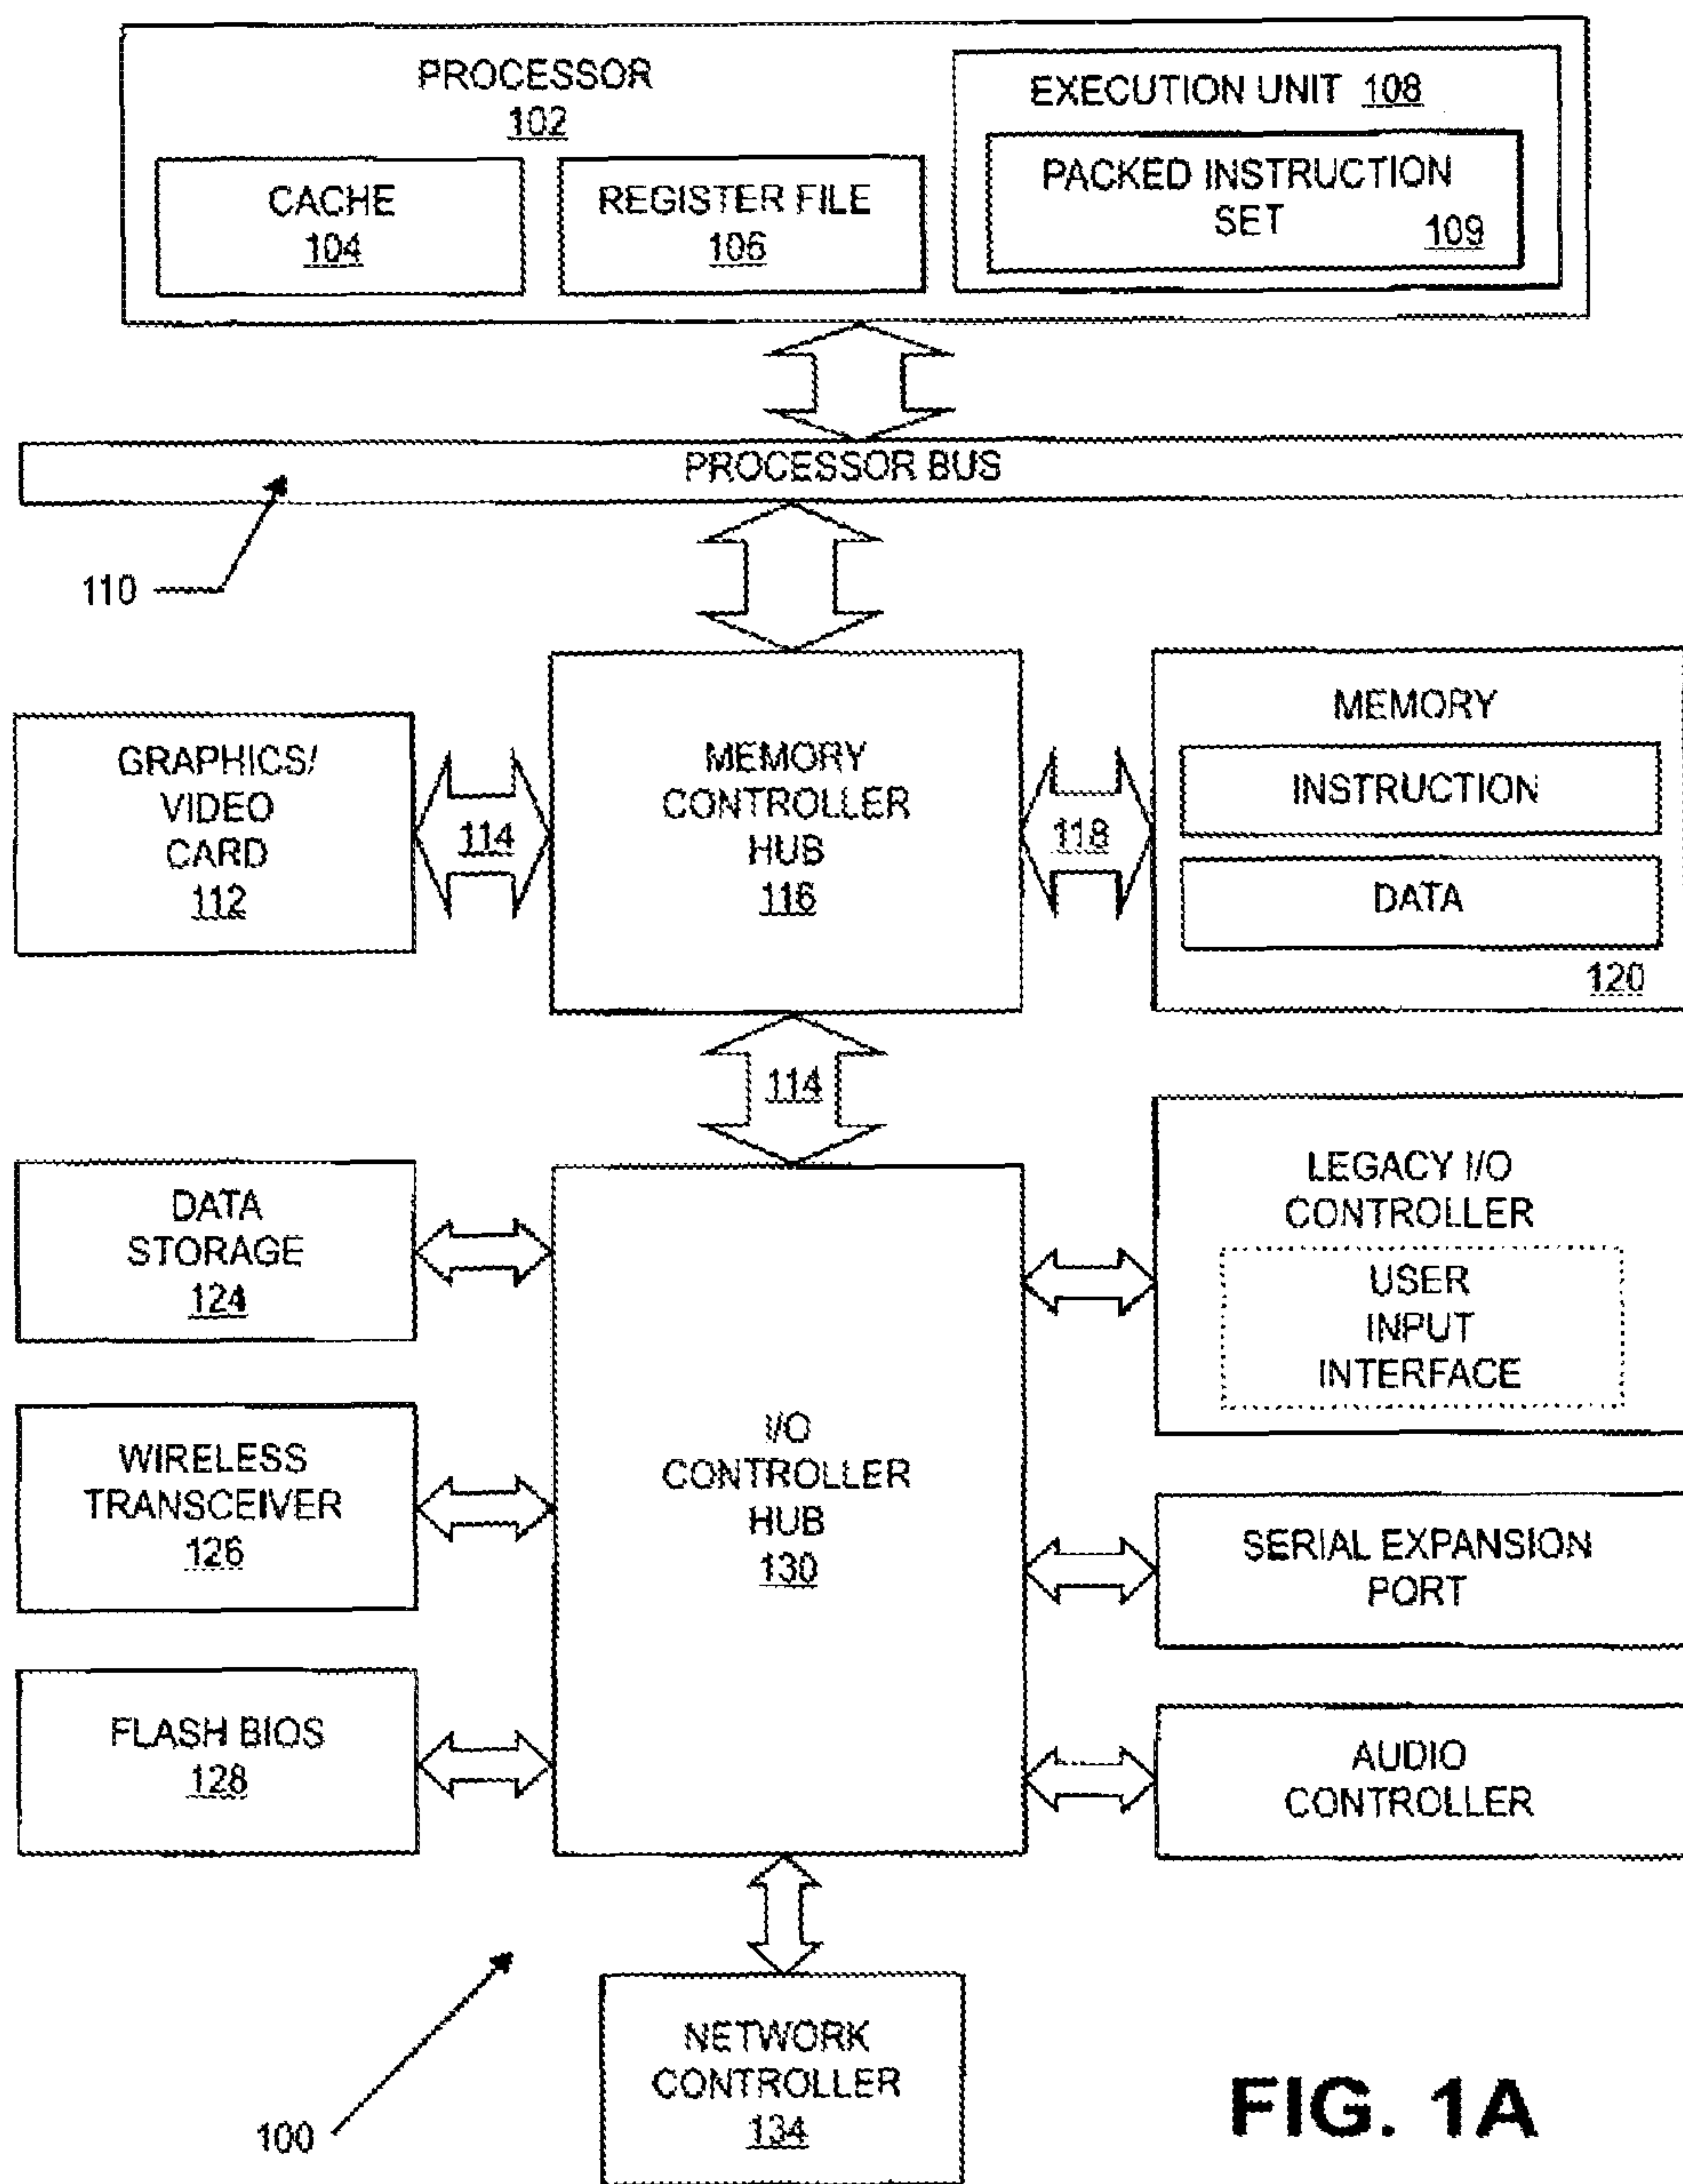 PROCESSOR
102
CACHE
104
REGISTER FILE
106
EXECUTION UNIT 108
PACKED INSTRUCTION
SET
109
PROCESSOR BUS
110
GRAPHICS/
VIDEO
CARD
112
114
MEMORY
CONTROLLER
HUB
116
118
MEMORY
INSTRUCTION
DATA
120
114
DATA
STORAGE
124
WIRELESS
TRANSCEIVER
126
FLASH BIOS
128
I/O
CONTROLLER
HUB
130
LEGACY I/O
CONTROLLER
USER
INPUT
INTERFACE
SERIAL EXPANSION
PORT
AUDIO
CONTROLLER
NETWORK
CONTROLLER
134
100
FIG. 1A